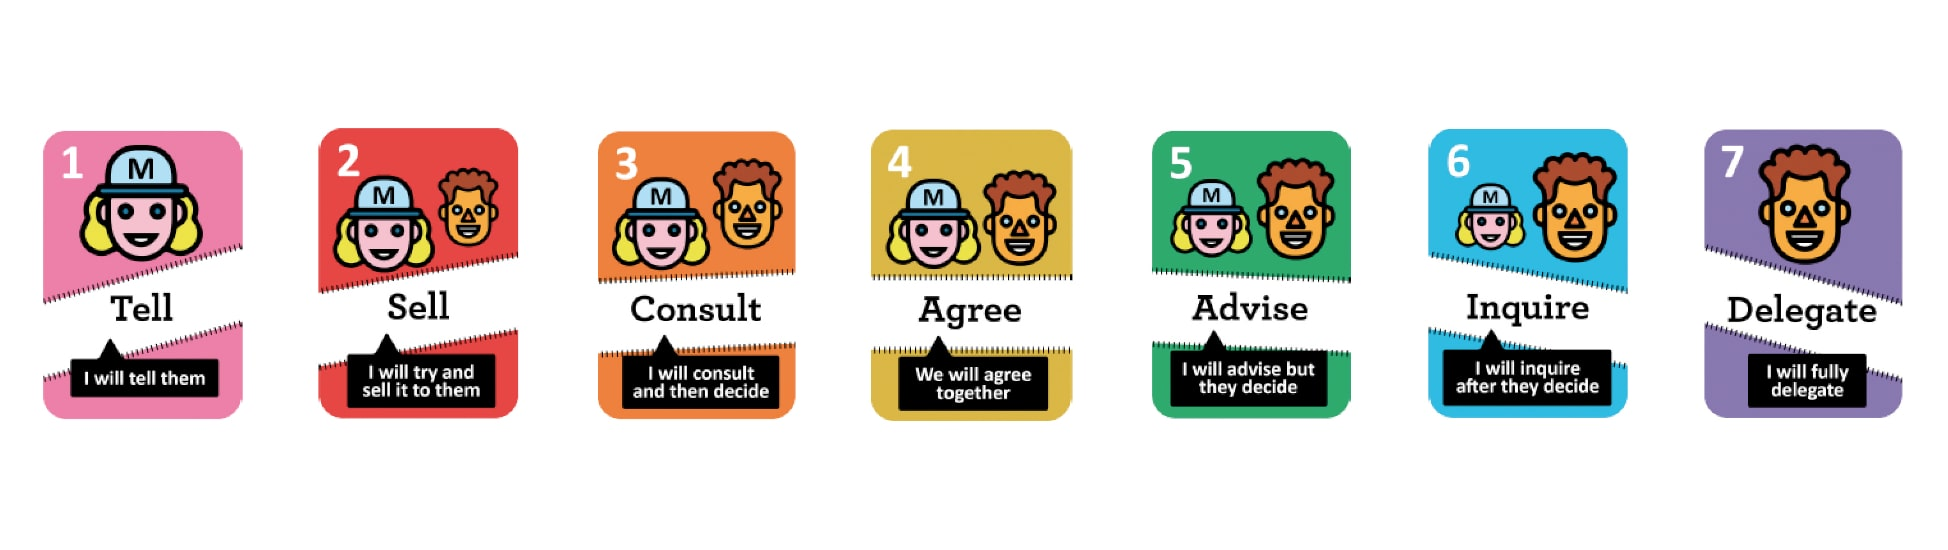 1
M
Tell
I will tell them
2
M
Sell
I will try and
sell it to them
3
M
Consult
I will consult
and then decide
4
M
Agree
We will agree
together
5
M
Advise
I will advise but
they decide
6
M
Inquire
I will inquire
after they decide
7
Delegate
I will fully
delegate